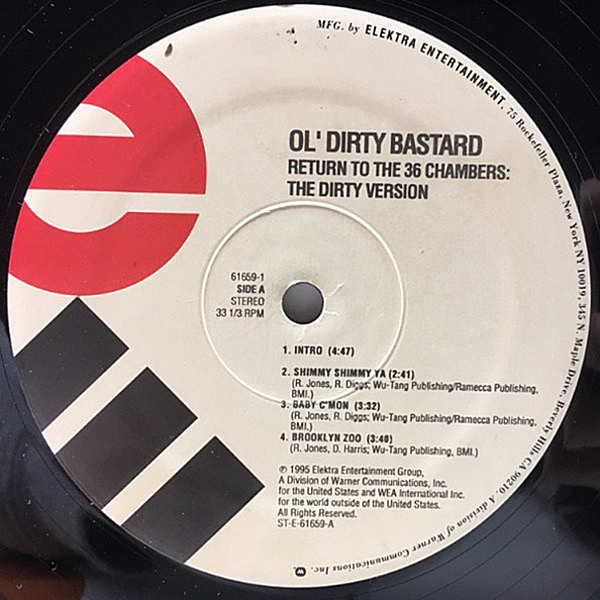 MFG. by ELEKTRA ENTERTAINMENT, 75 Rockefeller Plaza, New York NY 10019, 345 N. Maple Drive, Beverly Hills CA 90210. A division of Warner Communications Inc.
e
OL' DIRTY BASTARD
RETURN TO THE 36 CHAMBERS:
THE DIRTY VERSION
61659-1
SIDE A
STEREO
33 1/3 RPM
1. INTRO (4:47)
2. SHIMMY SHIMMY YA (2:41)
(R. Jones, R. Diggs; Wu-Tang Publishing/Ramecca Publishing,
BMI.)
3. BABY C'MON (3:32)
(R. Jones, R. Diggs; Wu-Tang Publishing/Ramecca Publishing,
BMI.)
4. BROOKLYN ZOO (3:40)
(R. Jones, D. Harris; Wu-Tang Publishing, BMI.)
℗ 1995 Elektra Entertainment Group,
A Division of Warner Communications, Inc.
for the United States and WEA International Inc.
for the world outside of the United States.
All Rights Reserved.
ST-E-61659-A